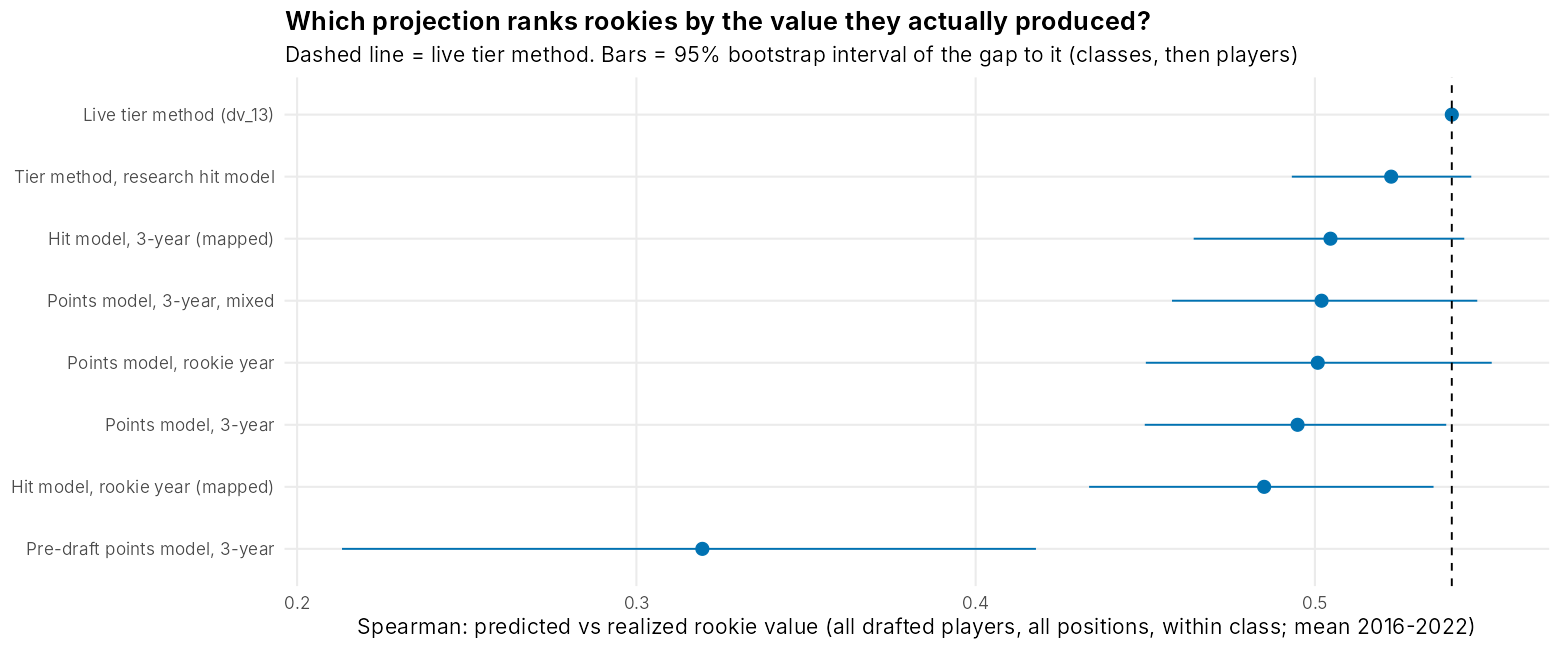 Which projection ranks rookies by the value they actually produced?
Dashed line = live tier method. Bars = 95% bootstrap interval of the gap to it (classes, then players)
Live tier method (dv_13)
Tier method, research hit model
Hit model, 3-year (mapped)
Points model, 3-year, mixed
Points model, rookie year
Points model, 3-year
Hit model, rookie year (mapped)
Pre-draft points model, 3-year
0.2 0.3 0.4 0.5
Spearman: predicted vs realized rookie value (all drafted players, all positions, within class; mean 2016-2022)